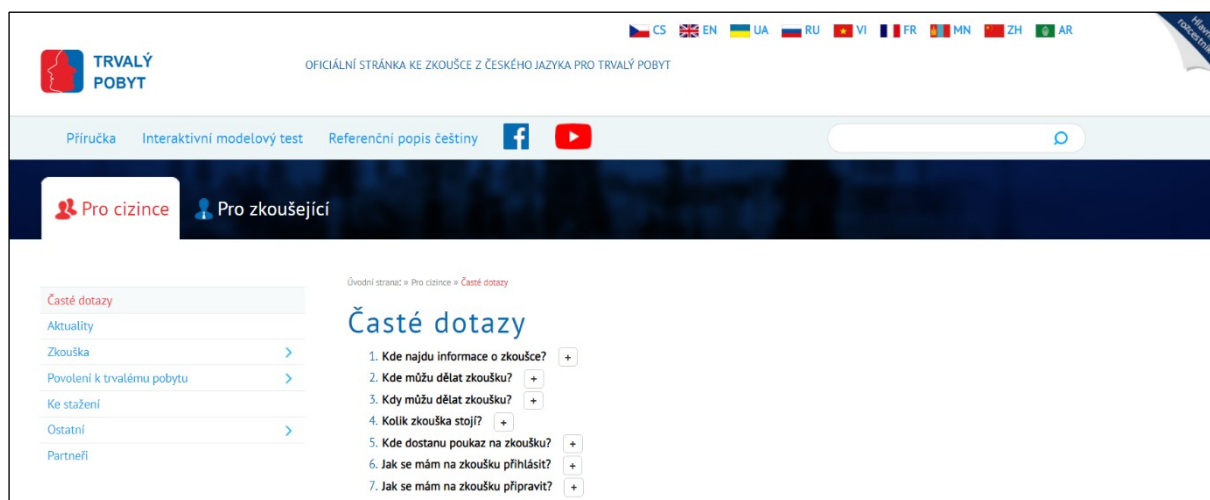 CS EN UA RU VI FR MN ZH AR
Hlavní
rozcestník
TRVALÝ
POBYT
OFICIÁLNÍ STRÁNKA KE ZKOUŠCE Z ČESKÉHO JAZYKA PRO TRVALÝ POBYT
Příručka Interaktivní modelový test Referenční popis češtiny
Pro cizince Pro zkoušející
Úvodní strana: » Pro cizince » Časté dotazy
Časté dotazy
Aktuality
Zkouška
Povolení k trvalému pobytu
Ke stažení
Ostatní
Partneři
Časté dotazy
1. Kde najdu informace o zkoušce? +
2. Kde můžu dělat zkoušku? +
3. Kdy můžu dělat zkoušku? +
4. Kolik zkouška stojí? +
5. Kde dostanu poukaz na zkoušku? +
6. Jak se mám na zkoušku přihlásit? +
7. Jak se mám na zkoušku připravit? +